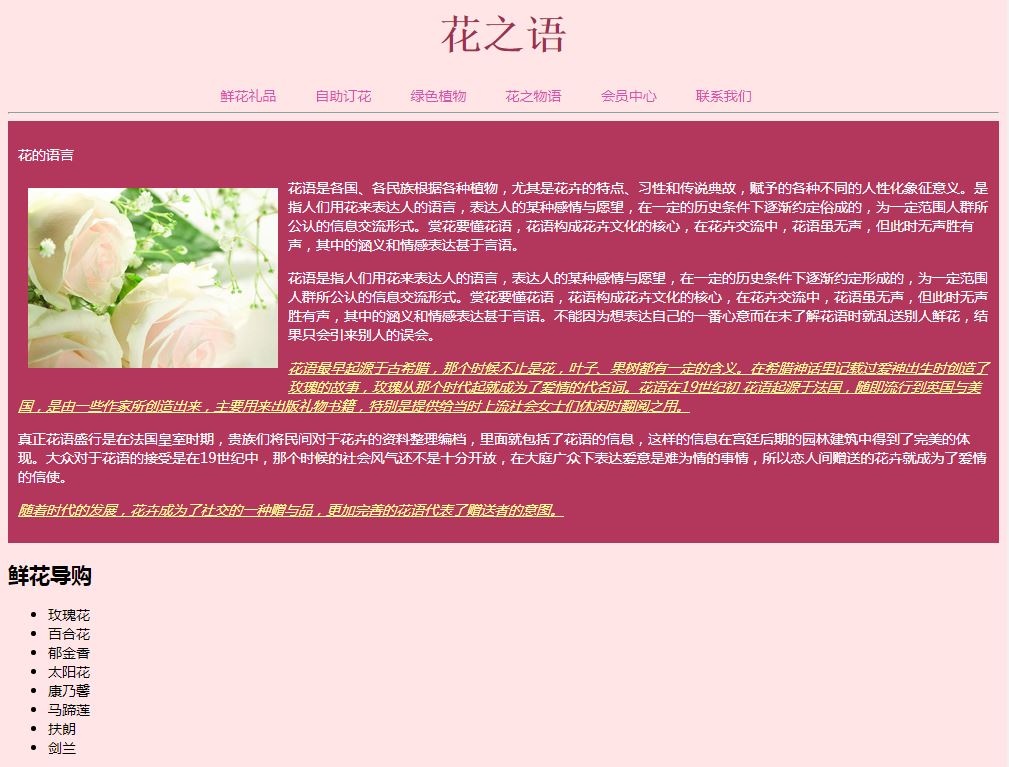 花之语
鲜花礼品 自助订花 绿色植物 花之物语 会员中心 联系我们
花的语言
花语是各国、各民族根据各种植物，尤其是花卉的特点、习性和传说典故，赋予的各种不同的人性化象征意义。是
指人们用花来表达人的语言，表达人的某种感情与愿望，在一定的历史条件下逐渐约定俗成的，为一定范围人群所
公认的信息交流形式。赏花要懂花语，花语构成花卉文化的核心，在花卉交流中，花语虽无声，但此时无声胜有
声，其中的涵义和情感表达甚于言语。
花语是指人们用花来表达人的语言，表达人的某种感情与愿望，在一定的历史条件下逐渐约定形成的，为一定范围
人群所公认的信息交流形式。赏花要懂花语，花语构成花卉文化的核心，在花卉交流中，花语虽无声，但此时无声
胜有声，其中的涵义和情感表达甚于言语。不能因为想表达自己的一番心意而在未了解花语时就乱送别人鲜花，结
果只会引来别人的误会。
花语最早起源于古希腊，那个时候不止是花，叶子、果树都有一定的含义。在希腊神话里记载过爱神出生时创造了
玫瑰的故事，玫瑰从那个时代起就成为了爱情的代名词。花语在19世纪初 花语起源于法国，随即流行到英国与美
国，是由一些作家所创造出来，主要用来出版礼物书籍，特别是提供给当时上流社会女士们休闲时翻阅之用。
真正花语盛行是在法国皇室时期，贵族们将民间对于花卉的资料整理编档，里面就包括了花语的信息，这样的信息在宫廷后期的园林建筑中得到了完美的体
现。大众对于花语的接受是在19世纪中，那个时候的社会风气还不是十分开放，在大庭广众下表达爱意是难为情的事情，所以恋人间赠送的花卉就成为了爱情
的信使。
随着时代的发展，花卉成为了社交的一种赠与品，更加完善的花语代表了赠送者的意图。
鲜花导购
玫瑰花
百合花
郁金香
太阳花
康乃馨
马蹄莲
扶朗
剑兰